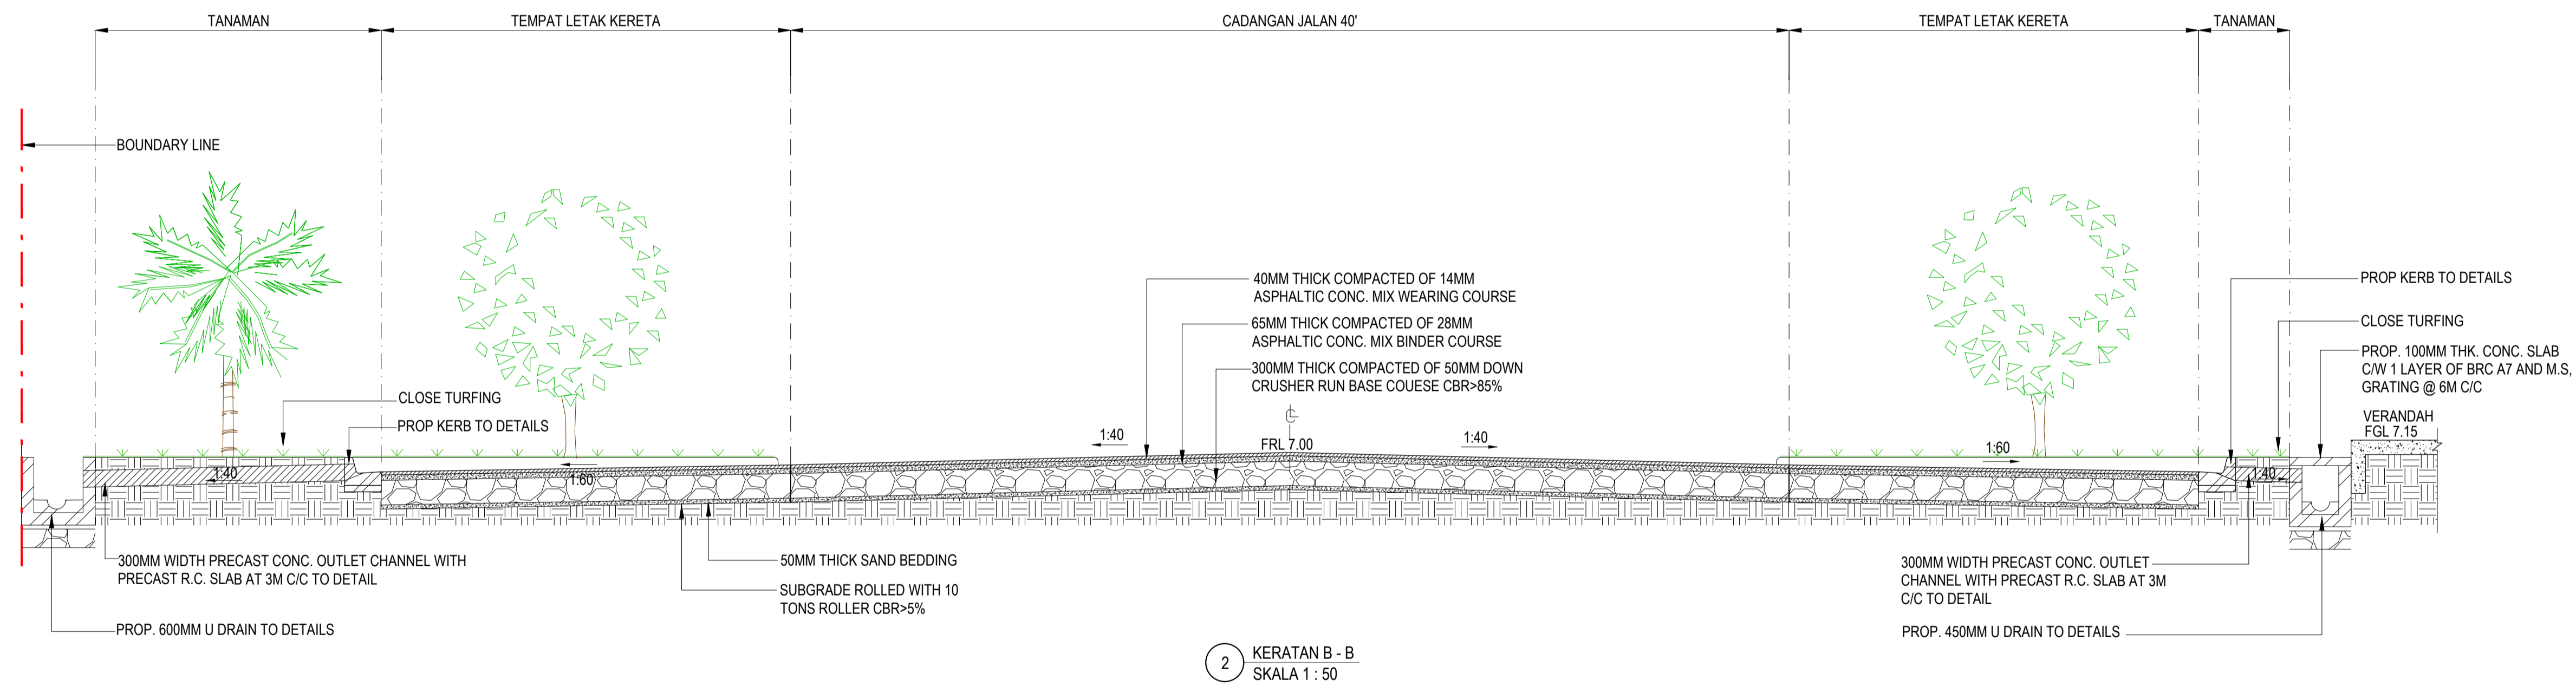 TANAMAN
TEMPAT LETAK KERETA
CADANGAN JALAN 40'
TEMPAT LETAK KERETA
TANAMAN
BOUNDARY LINE
40MM THICK COMPACTED OF 14MM
ASPHALTIC CONC. MIX WEARING COURSE
65MM THICK COMPACTED OF 28MM
ASPHALTIC CONC. MIX BINDER COURSE
300MM THICK COMPACTED OF 50MM DOWN
CRUSHER RUN BASE COUESE CBR>85%
PROP KERB TO DETAILS
CLOSE TURFING
PROP. 100MM THK. CONC. SLAB
C/W 1 LAYER OF BRC A7 AND M.S,
GRATING @ 6M C/C
VERANDAH
FGL 7.15
CLOSE TURFING
PROP KERB TO DETAILS
1:40
FRL 7.00
1:40
1:60
1:40
1:60
1:40
300MM WIDTH PRECAST CONC. OUTLET CHANNEL WITH
PRECAST R.C. SLAB AT 3M C/C TO DETAIL
50MM THICK SAND BEDDING
SUBGRADE ROLLED WITH 10
TONS ROLLER CBR>5%
300MM WIDTH PRECAST CONC. OUTLET
CHANNEL WITH PRECAST R.C. SLAB AT 3M
C/C TO DETAIL
PROP. 600MM U DRAIN TO DETAILS
PROP. 450MM U DRAIN TO DETAILS
2
KERATAN B - B
SKALA 1 : 50